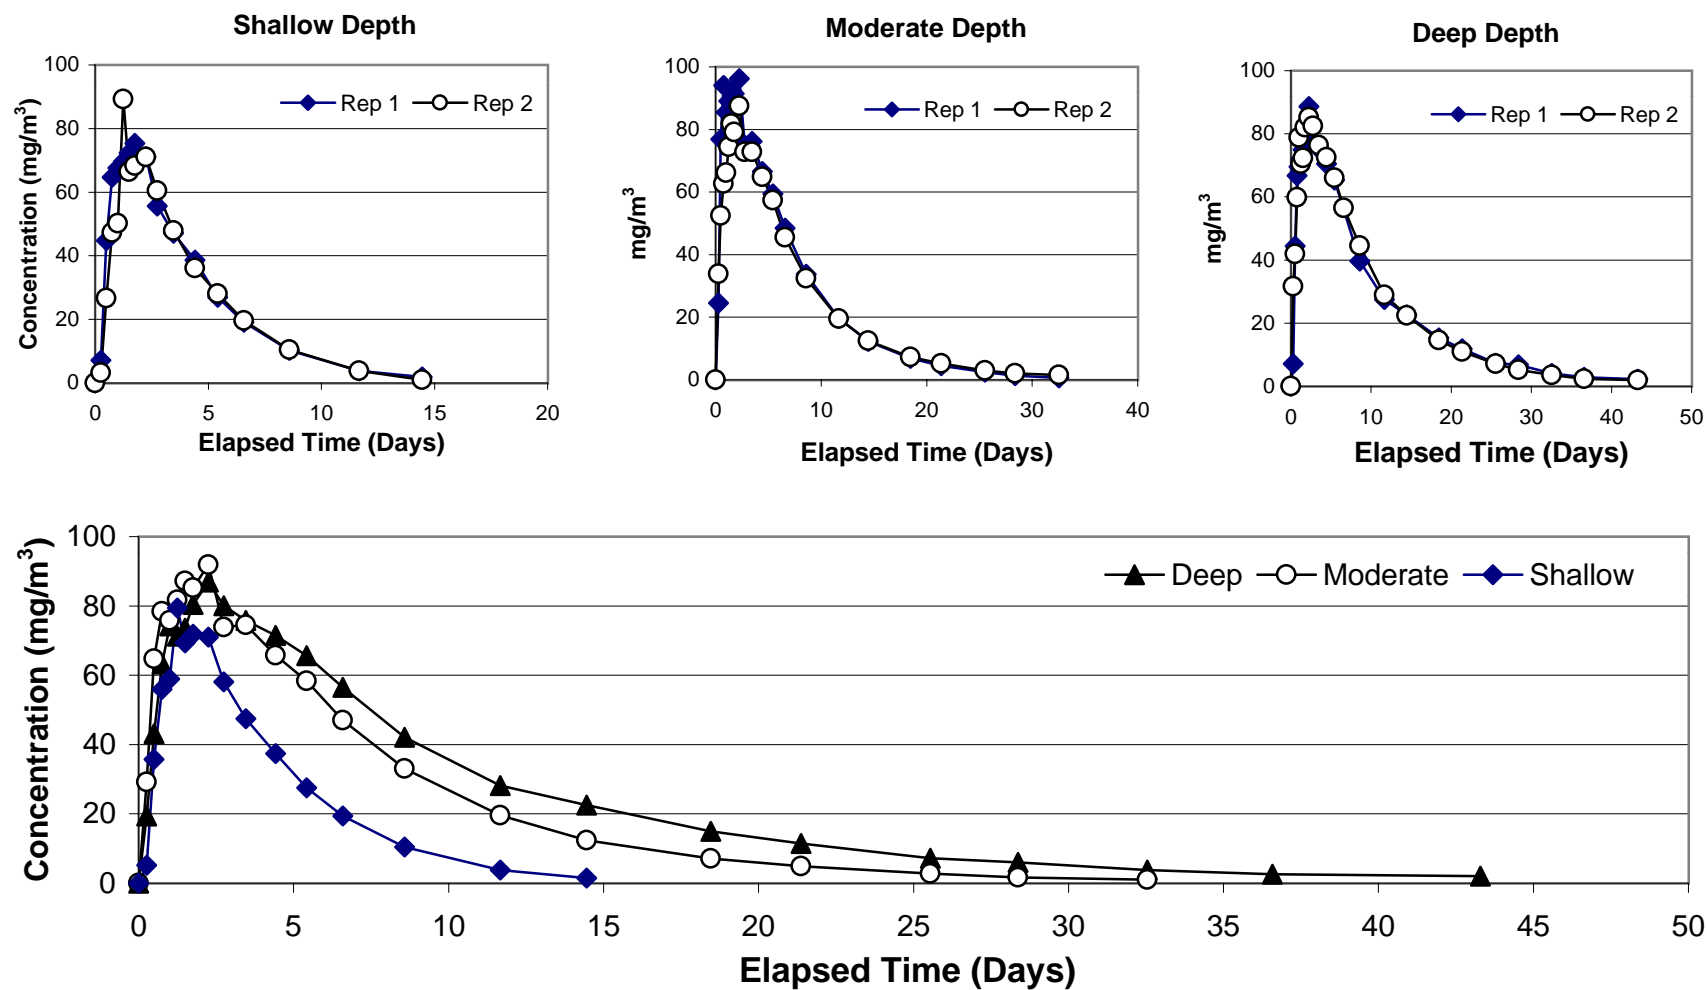 Shallow Depth
Concentration (mg/m³)
100
80
60
40
20
0
Rep 1 Rep 2
0 5 10 15 20
Elapsed Time (Days)
Moderate Depth
mg/m³
100
80
60
40
20
0
Rep 1 Rep 2
0 10 20 30 40
Elapsed Time (Days)
Deep Depth
mg/m³
100
80
60
40
20
0
Rep 1 Rep 2
0 10 20 30 40 50
Elapsed Time (Days)
Concentration (mg/m³)
100
80
60
40
20
0
Deep Moderate Shallow
0 5 10 15 20 25 30 35 40 45 50
Elapsed Time (Days)